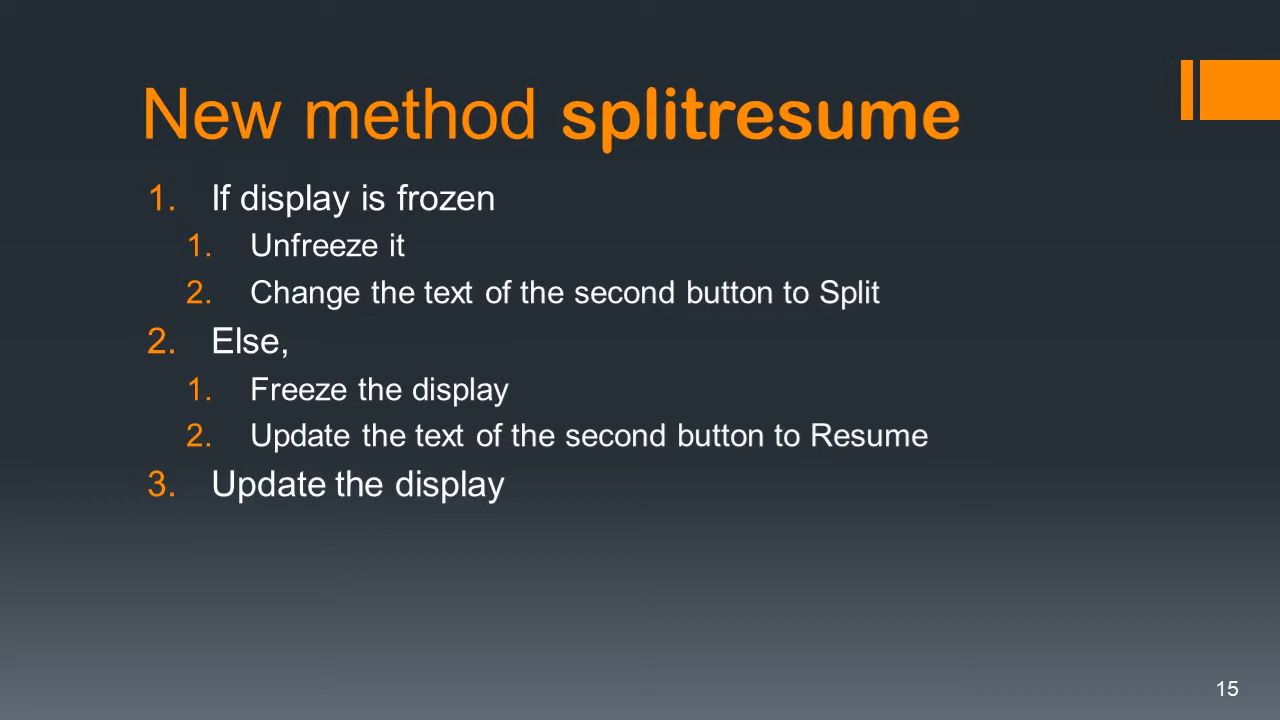 New method splitresume
1. If display is frozen
1. Unfreeze it
2. Change the text of the second button to Split
2. Else,
1. Freeze the display
2. Update the text of the second button to Resume
3. Update the display
15